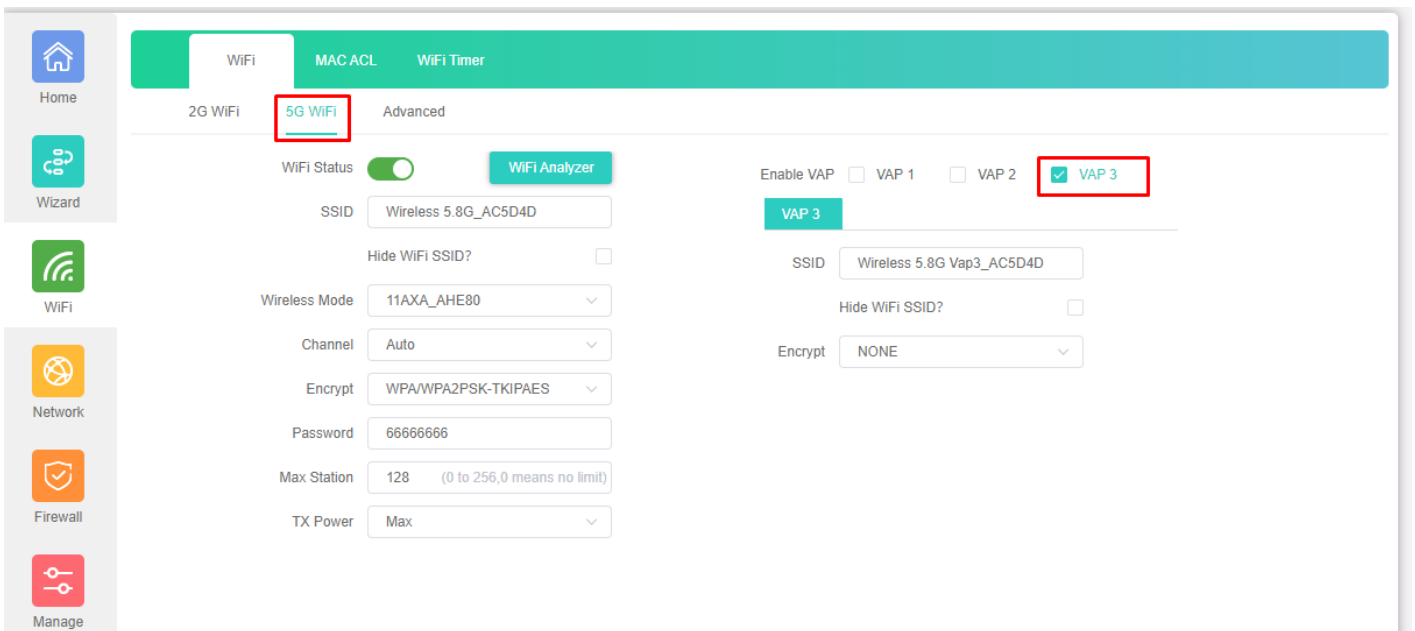 Home
Wizard
WiFi
Network
Firewall
Manage
WiFi MAC ACL WiFi Timer
2G WiFi 5G WiFi Advanced
WiFi Status WiFi Analyzer
SSID Wireless 5.8G_AC5D4D
Hide WiFi SSID?
Wireless Mode 11AXA_AHE80
Channel Auto
Encrypt WPA/WPA2PSK-TKIPAES
Password 66666666
Max Station 128 (0 to 256,0 means no limit)
TX Power Max
Enable VAP VAP 1 VAP 2 VAP 3
VAP 3
SSID Wireless 5.8G Vap3_AC5D4D
Hide WiFi SSID?
Encrypt NONE